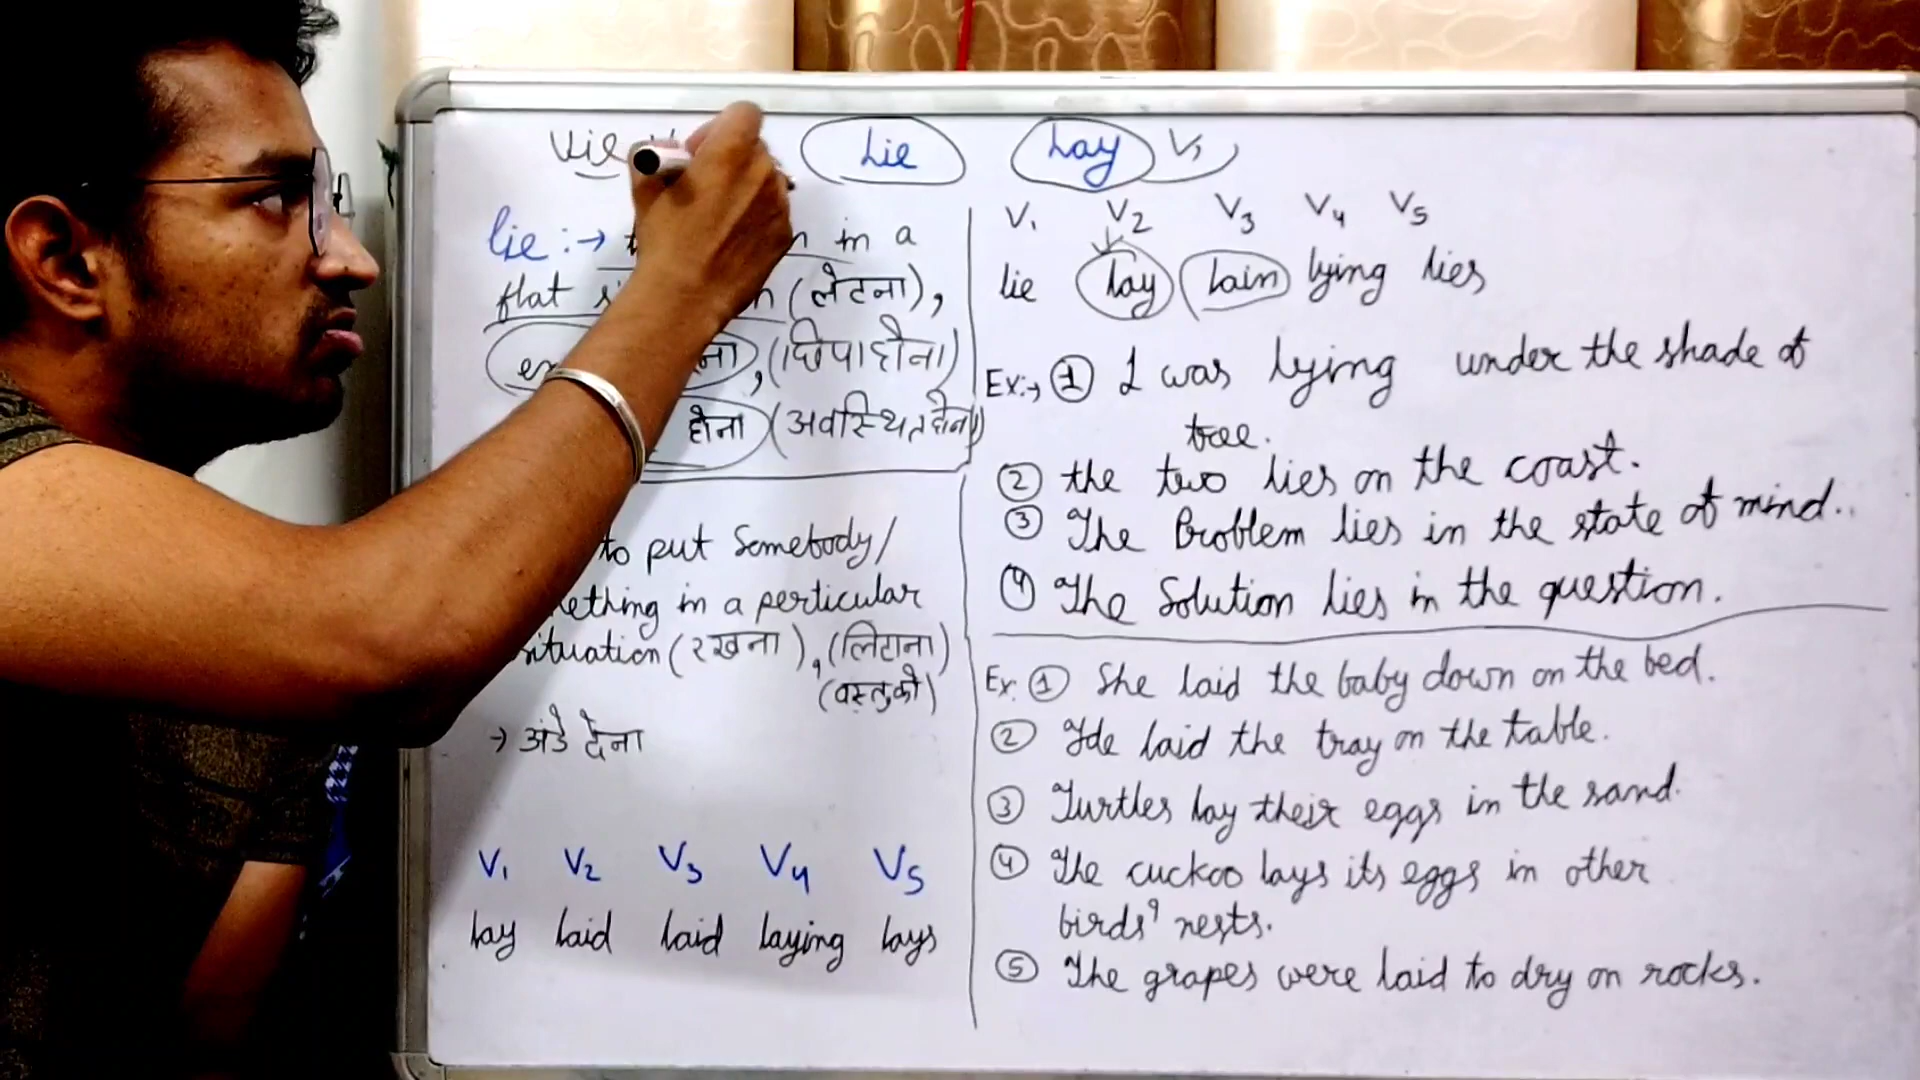 Vie
Lie
Lay V1
lie :→ in a
flat (लेटना),
(छिपा होना)
होना (अवस्थित होना)
to put Somebody/
in a perticular
situation (रखना), (लिटाना)
(वस्तु को)
→ अंडे देना
V1 V2 V3 V4 V5
lay laid laid laying lays
V1 V2 V3 V4 V5
lie lay lain lying lies
Ex:→ ① I was lying under the shade of
tree.
② the two lies on the coast.
③ The Problem lies in the state of mind..
④ The Solution lies in the question.
Ex: ① She laid the baby down on the bed.
② He laid the tray on the table.
③ Turtles lay their eggs in the sand.
④ The cuckoo lays its eggs in other
birds' nests.
⑤ The grapes were laid to dry on rocks.